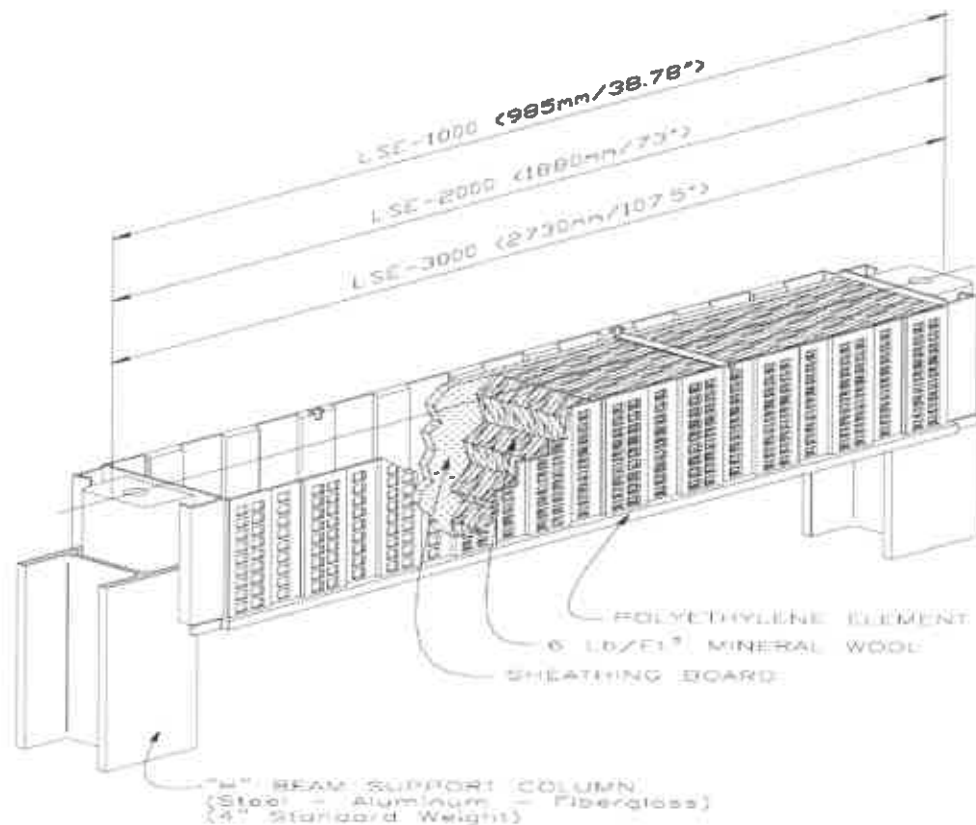 LSE-1000 (985mm/38.78")
LSE-2000 (1880mm/73")
LSE-3000 (2730mm/107.5")
POLYETHYLENE ELEMENT
6 Lb/Ft³ MINERAL WOOL
SHEATHING BOARD
"H" BEAM SUPPORT COLUMN
(Steel - Aluminum - Fiberglass)
(4" Standard Weight)